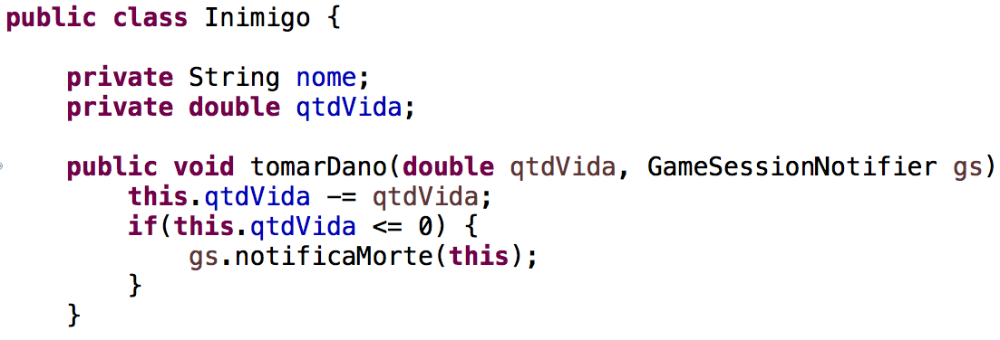 public class Inimigo {
private String nome;
private double qtdVida;
public void tomarDano(double qtdVida, GameSessionNotifier gs)
this.qtdVida -= qtdVida;
if(this.qtdVida <= 0) {
gs.notificaMorte(this);
}
}